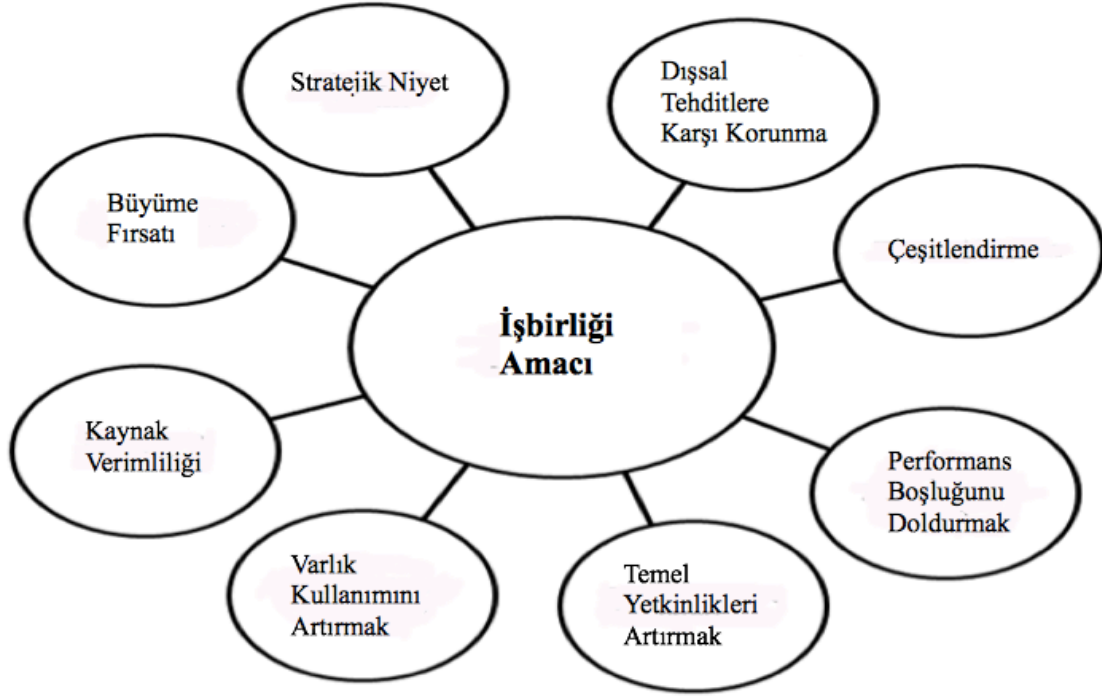 Stratejik Niyet
Dışsal
Tehditlere
Karşı Korunma
Büyüme
Fırsatı
Çeşitlendirme
İşbirliği
Amacı
Kaynak
Verimliliği
Performans
Boşluğunu
Doldurmak
Varlık
Kullanımını
Artırmak
Temel
Yetkinlikleri
Artırmak